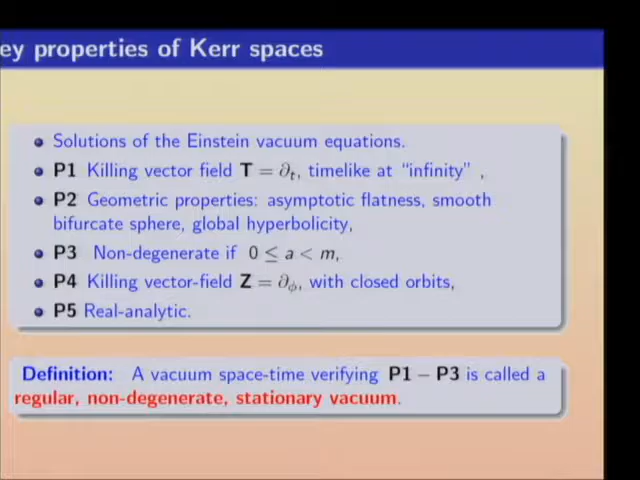 ey properties of Kerr spaces
Solutions of the Einstein vacuum equations.
P1 Killing vector field T = ∂t, timelike at “infinity” ,
P2 Geometric properties: asymptotic flatness, smooth
bifurcate sphere, global hyperbolicity,
P3 Non-degenerate if 0 ≤ a < m,
P4 Killing vector-field Z = ∂ϕ, with closed orbits,
P5 Real-analytic.
Definition: A vacuum space-time verifying P1 − P3 is called a
regular, non-degenerate, stationary vacuum.